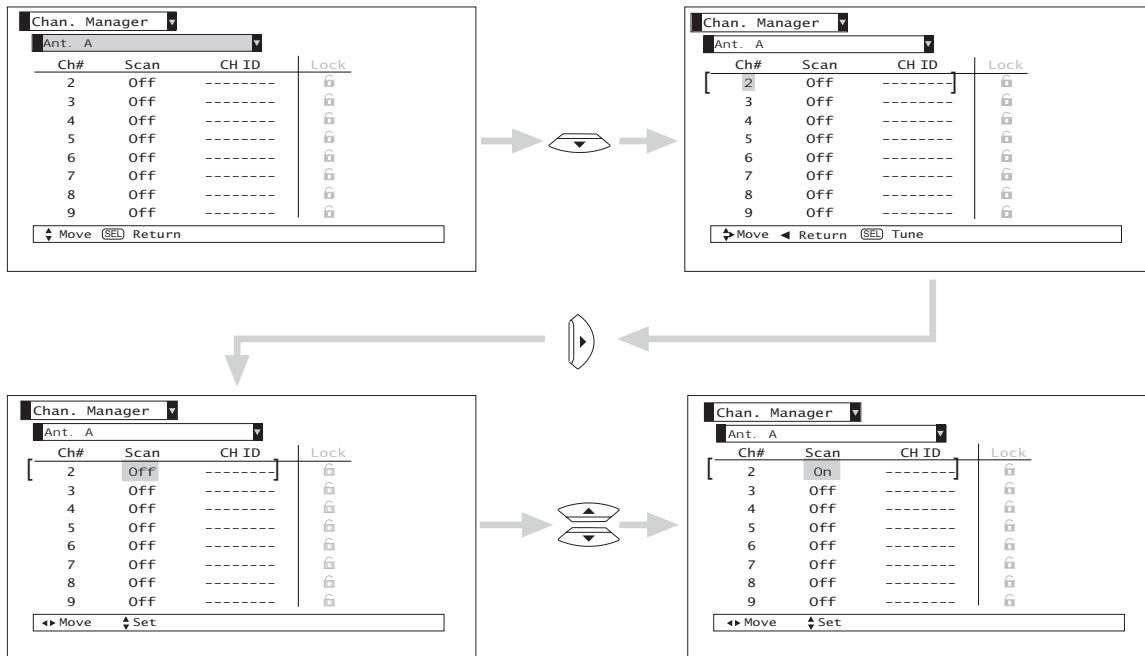 Chan. Manager
Ant. A
Ch# Scan CH ID Lock
2 Off --------
3 Off --------
4 Off --------
5 Off --------
6 Off --------
7 Off --------
8 Off --------
9 Off --------
Move SEL Return
Chan. Manager
Ant. A
Ch# Scan CH ID Lock
2 Off --------
3 Off --------
4 Off --------
5 Off --------
6 Off --------
7 Off --------
8 Off --------
9 Off --------
Move Return SEL Tune
Chan. Manager
Ant. A
Ch# Scan CH ID Lock
2 Off --------
3 Off --------
4 Off --------
5 Off --------
6 Off --------
7 Off --------
8 Off --------
9 Off --------
Move Set
Chan. Manager
Ant. A
Ch# Scan CH ID Lock
2 On --------
3 Off --------
4 Off --------
5 Off --------
6 Off --------
7 Off --------
8 Off --------
9 Off --------
Move Set